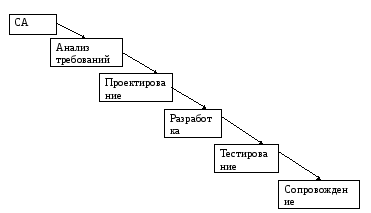 СА
Анализ
требований
Проектирова
ние
Разработ
ка
Тестирова
ние
Сопровожден
ие